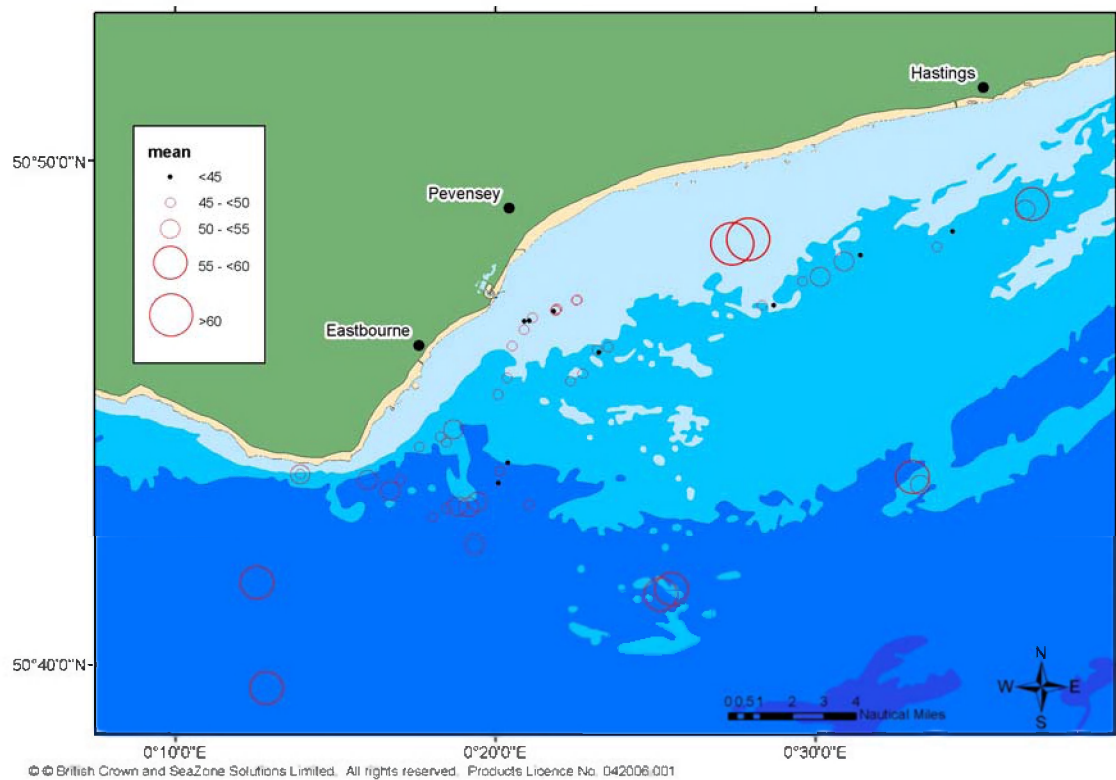 Hastings
50°50'0"N
mean
<45
45 - <50
50 - <55
55 - <60
>60
Pevensey
Eastbourne
50°40'0"N
N
W E
S
0 0,51 2 3 4
Nautical Miles
0°10'0"E 0°20'0"E 0°30'0"E
© © British Crown and SeaZone Solutions Limited. All rights reserved. Products Licence No. 042006.001